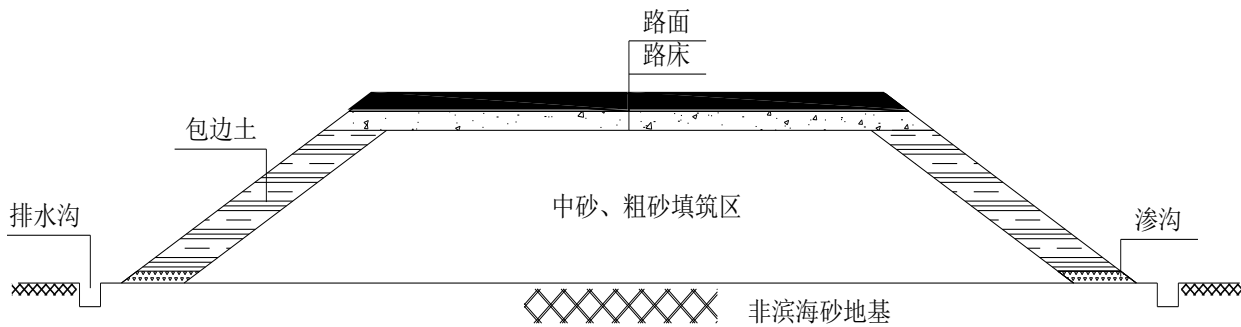 路面
路床
包边土
中砂、粗砂填筑区
排水沟
渗沟
非滨海砂地基